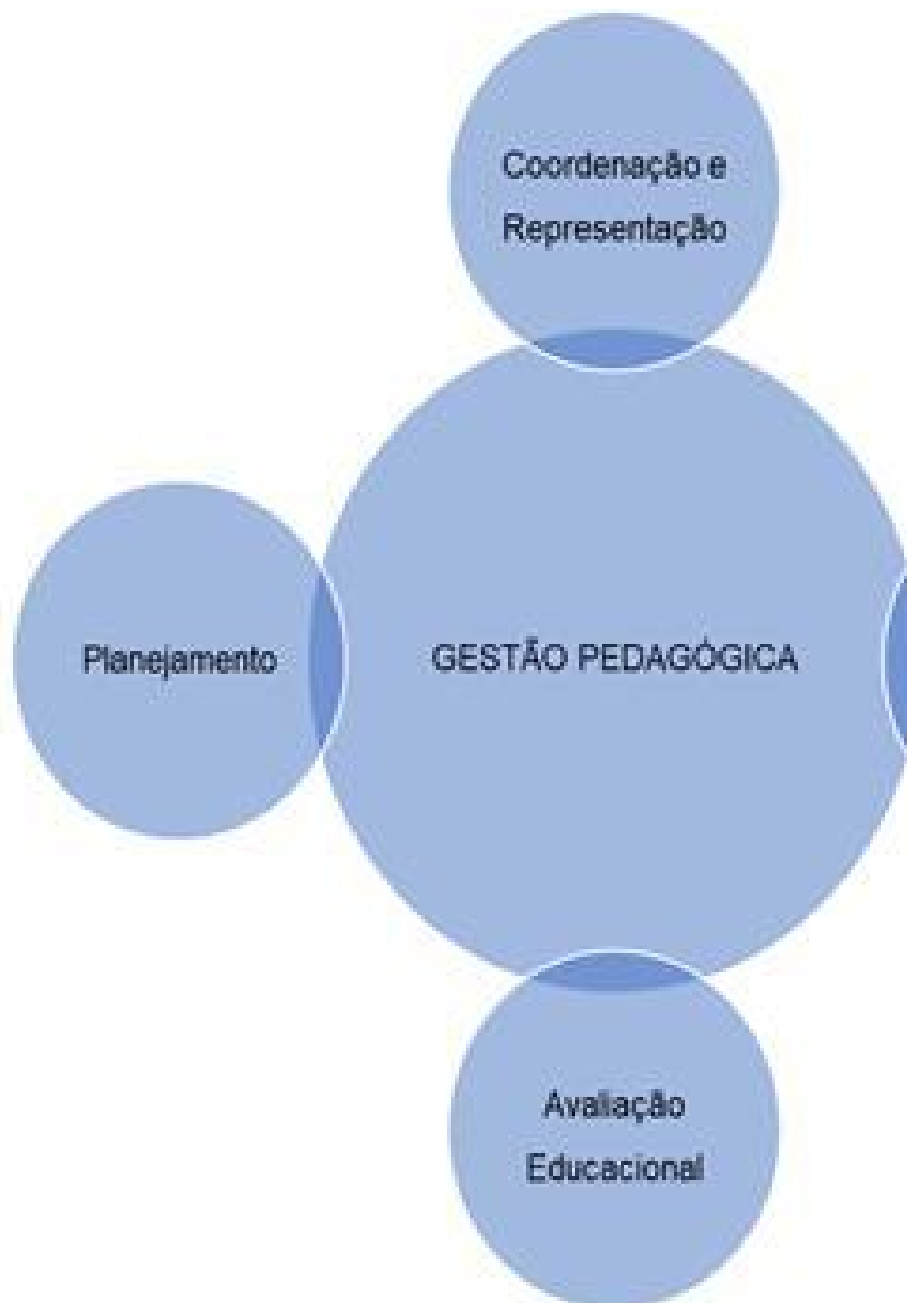 Coordenação e
Representação
Planejamento
GESTÃO PEDAGÓGICA
Avaliação
Educacional